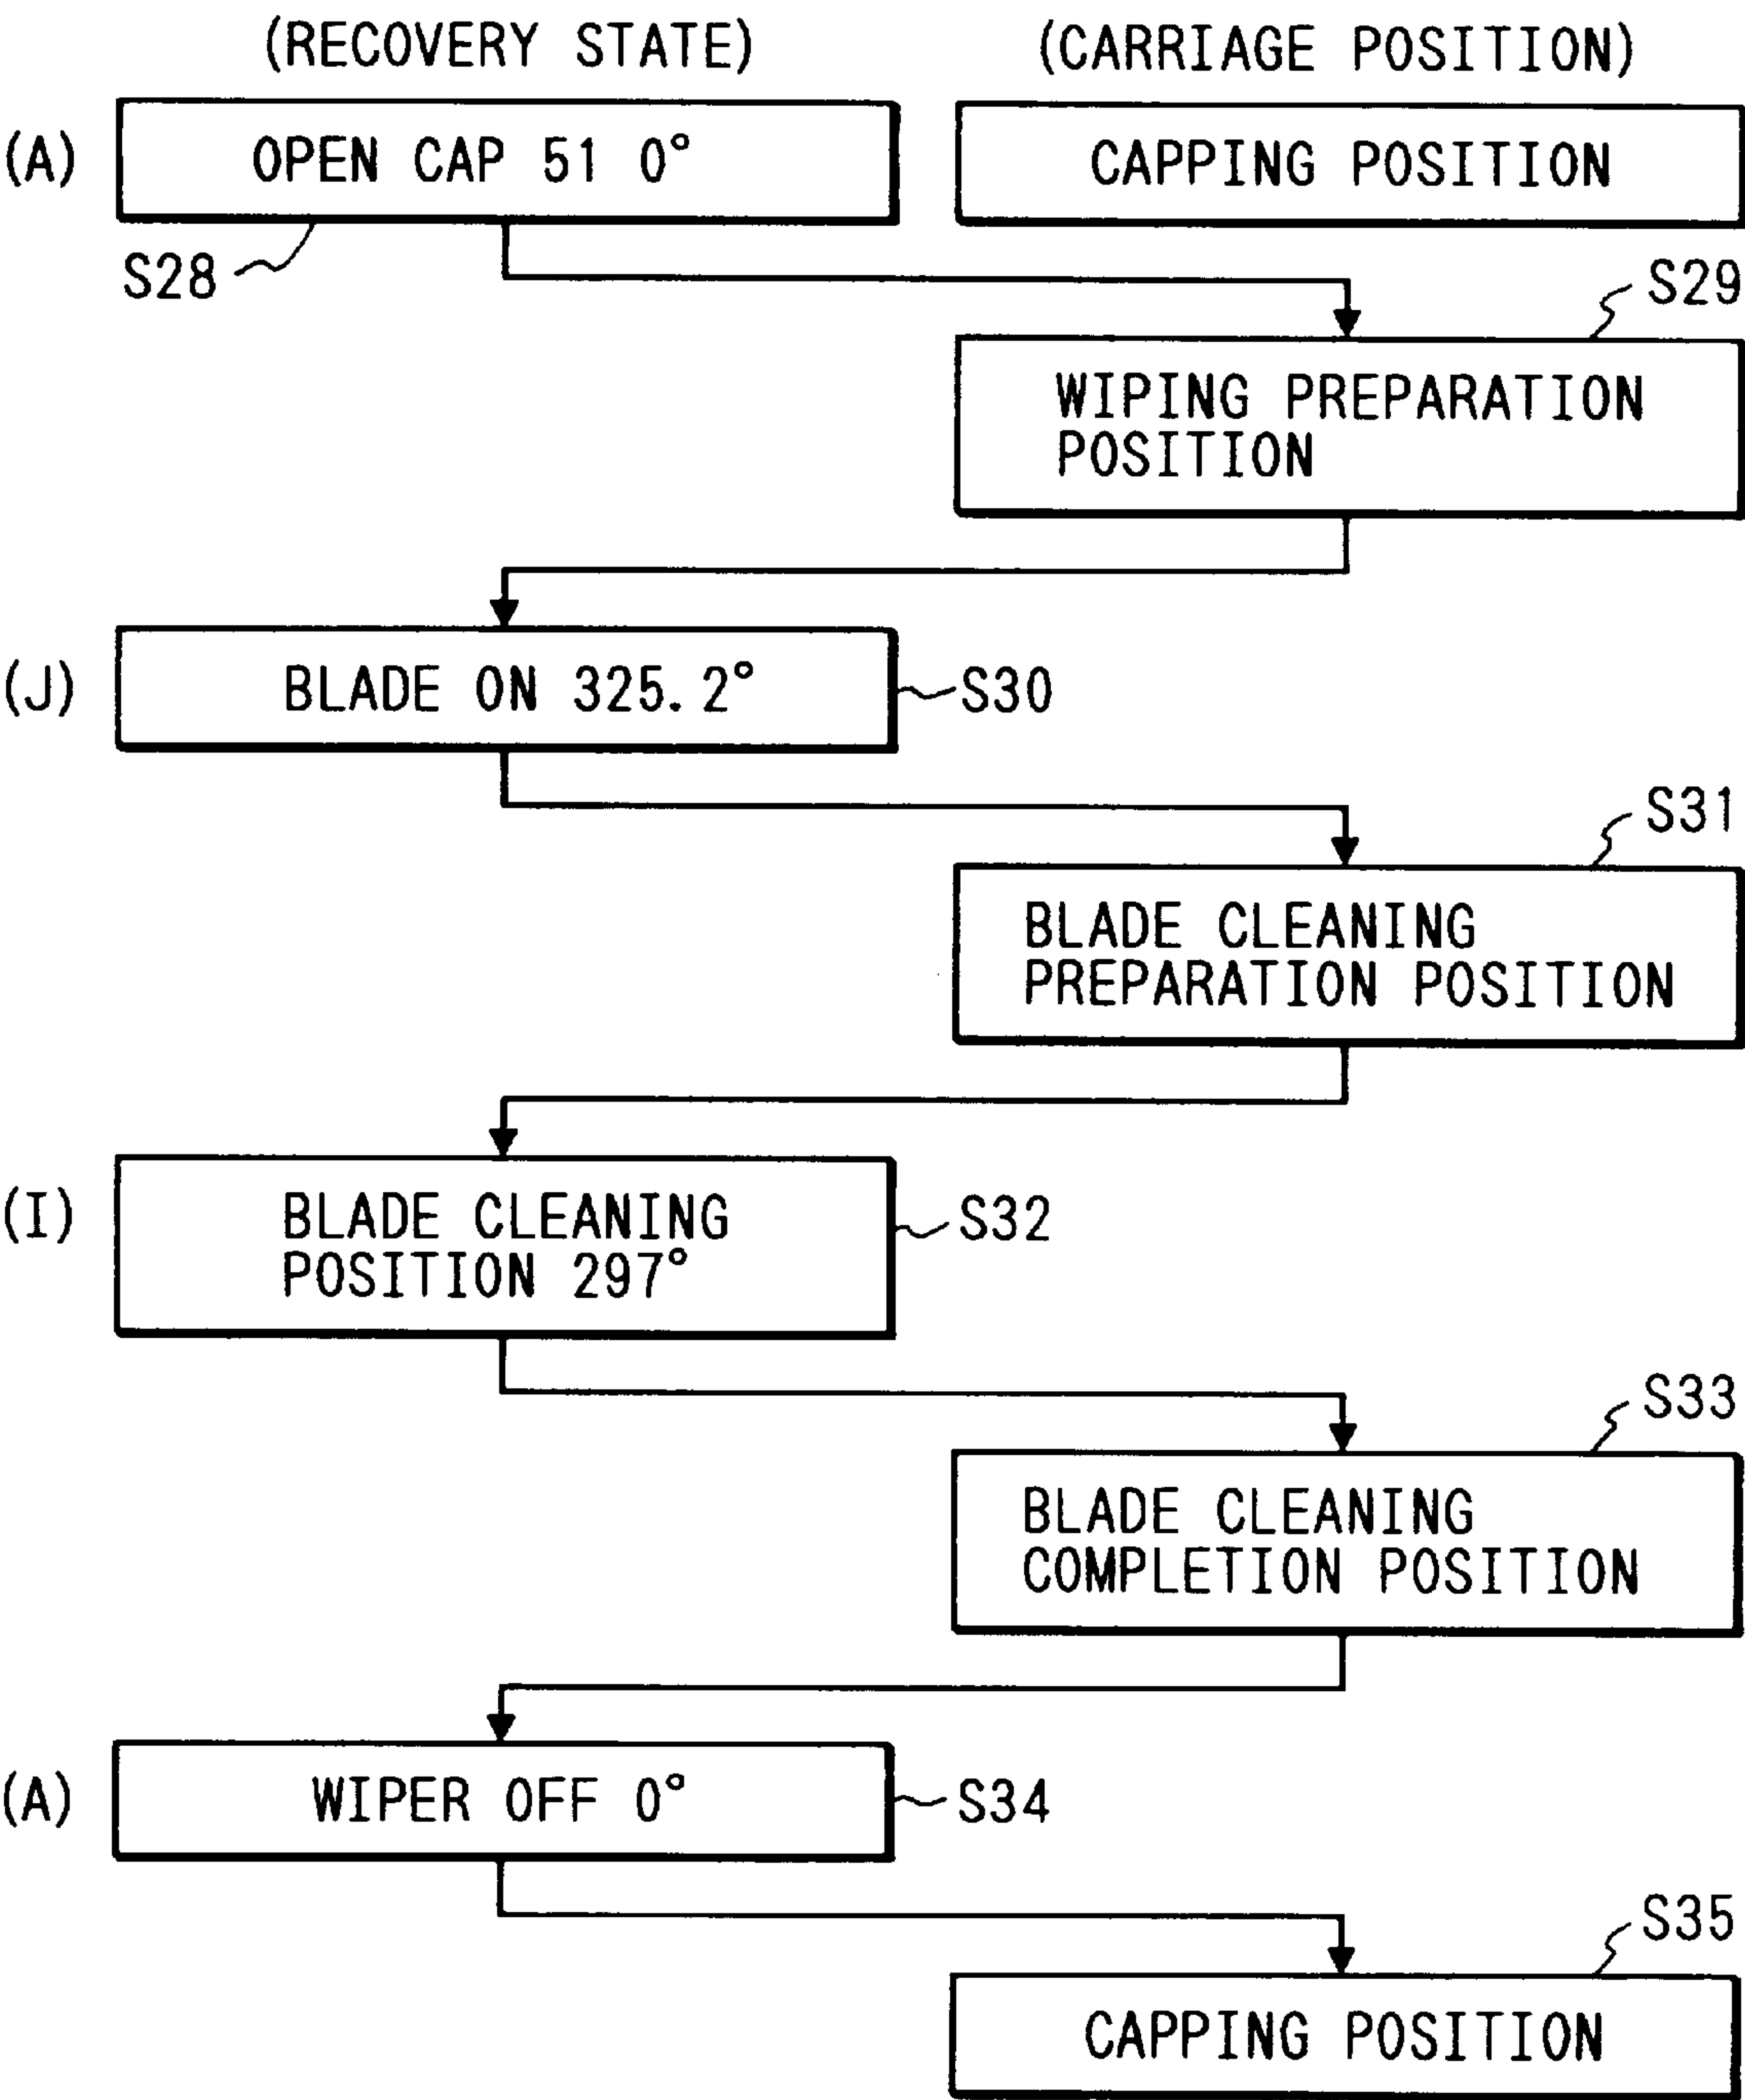 (RECOVERY STATE)
(CARRIAGE POSITION)
(A)
OPEN CAP 51 0°
CAPPING POSITION
S28
S29
WIPING PREPARATION
POSITION
(J)
BLADE ON 325.2°
S30
S31
BLADE CLEANING
PREPARATION POSITION
(I)
BLADE CLEANING
POSITION 297°
S32
S33
BLADE CLEANING
COMPLETION POSITION
(A)
WIPER OFF 0°
S34
S35
CAPPING POSITION